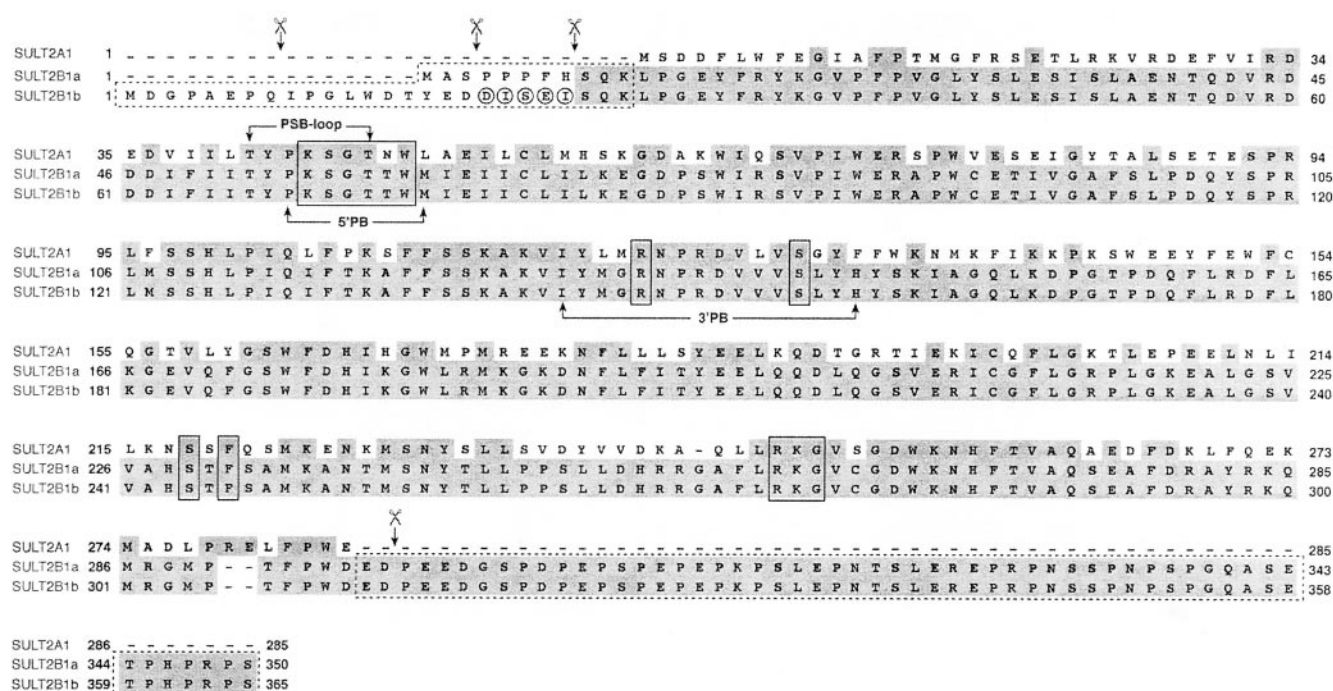 SULT2A1 1 - - - - - - - - - - - - - - - - - - - - - - - - - - M S D D F L W F E G I A F P T M G F R S E T L R K V R D E F V I R D 34
SULT2B1a 1 - - - - - - - - - - - - - - - M A S P P P F H S Q K L P G E Y F R Y K G V P F P V G L Y S L E S I S L A E N T Q D V R D 45
SULT2B1b 1 M D G P A E P Q I P G L W D T Y E D D I S E I S Q K L P G E Y F R Y K G V P F P V G L Y S L E S I S L A E N T Q D V R D 60
PSB-loop
SULT2A1 35 E D V I I L T Y P K S G T N W L A E I L C L M H S K G D A K W I Q S V P I W E R S P W V E S E I G Y T A L S E T E S P R 94
SULT2B1a 46 D D I F I I T Y P K S G T T W M I E I I C L I L K E G D P S W I R S V P I W E R A P W C E T I V G A F S L P D Q Y S P R 105
SULT2B1b 61 D D I F I I T Y P K S G T T W M I E I I C L I L K E G D P S W I R S V P I W E R A P W C E T I V G A F S L P D Q Y S P R 120
5'PB
SULT2A1 95 L F S S H L P I Q L F P K S F F S S K A K V I Y L M R N P R D V L V S G Y F F W K N M K F I K K P K S W E E Y F E W F C 154
SULT2B1a 106 L M S S H L P I Q I F T K A F F S S K A K V I Y M G R N P R D V V V S L Y H Y S K I A G Q L K D P G T P D Q F L R D F L 165
SULT2B1b 121 L M S S H L P I Q I F T K A F F S S K A K V I Y M G R N P R D V V V S L Y H Y S K I A G Q L K D P G T P D Q F L R D F L 180
3'PB
SULT2A1 155 Q G T V L Y G S W F D H I H G W M P M R E E K N F L L L S Y E E L K Q D T G R T I E K I C Q F L G K T L E P E E L N L I 214
SULT2B1a 166 K G E V Q F G S W F D H I K G W L R M K G K D N F L F I T Y E E L Q Q D L Q G S V E R I C G F L G R P L G K E A L G S V 225
SULT2B1b 181 K G E V Q F G S W F D H I K G W L R M K G K D N F L F I T Y E E L Q Q D L Q G S V E R I C G F L G R P L G K E A L G S V 240
SULT2A1 215 L K N S S F Q S M K E N K M S N Y S L L S V D Y V V D K A - Q L L R K G V S G D W K N H F T V A Q A E D F D K L F Q E K 273
SULT2B1a 226 V A H S T F S A M K A N T M S N Y T L L P P S L L D H R R G A F L R K G V C G D W K N H F T V A Q S E A F D R A Y R K Q 285
SULT2B1b 241 V A H S T F S A M K A N T M S N Y T L L P P S L L D H R R G A F L R K G V C G D W K N H F T V A Q S E A F D R A Y R K Q 300
SULT2A1 274 M A D L P R E L F P W E - - - - - - - - - - - - - - - - - - - - - - - - - - - - - - - - - - - - - - - - - - - - - - - - 285
SULT2B1a 286 M R G M P - - T F P W D E D P E E D G S P D P E P S P E P E P K P S L E P N T S L E R E P R P N S S P N P S P G Q A S E 343
SULT2B1b 301 M R G M P - - T F P W D E D P E E D G S P D P E P S P E P E P K P S L E P N T S L E R E P R P N S S P N P S P G Q A S E 358
SULT2A1 286 - - - - - - - 285
SULT2B1a 344 T P H P R P S 350
SULT2B1b 359 T P H P R P S 365